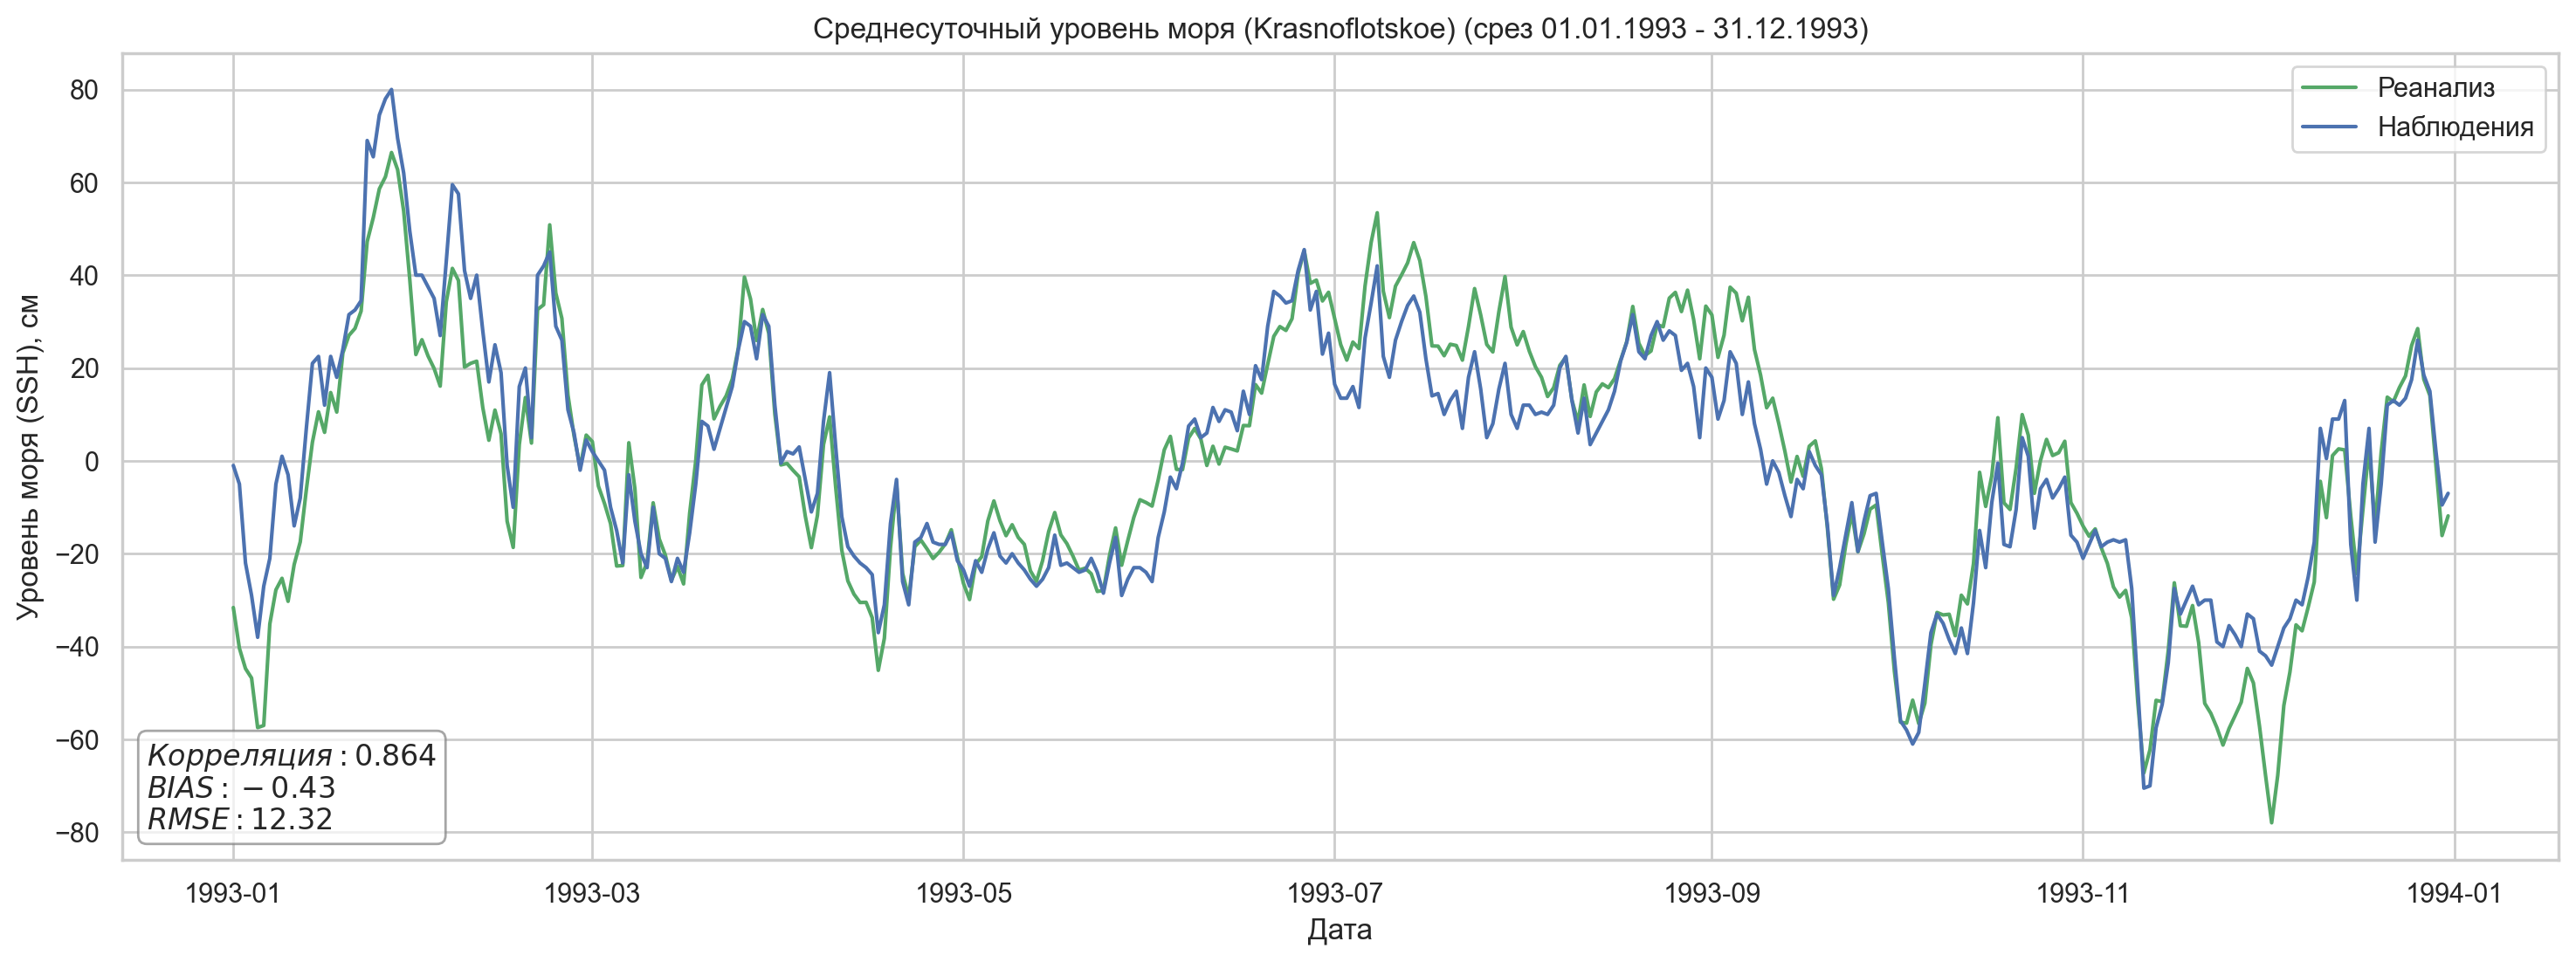 Среднесуточный уровень моря (Krasnoflotskoe) (срез 01.01.1993 - 31.12.1993)
Реанализ
Наблюдения
Уровень моря (SSH), см
80
60
40
20
0
−20
−40
−60
−80
Корреляция : 0.864
BIAS : −0.43
RMSE : 12.32
1993-01 1993-03 1993-05 1993-07 1993-09 1993-11 1994-01
Дата